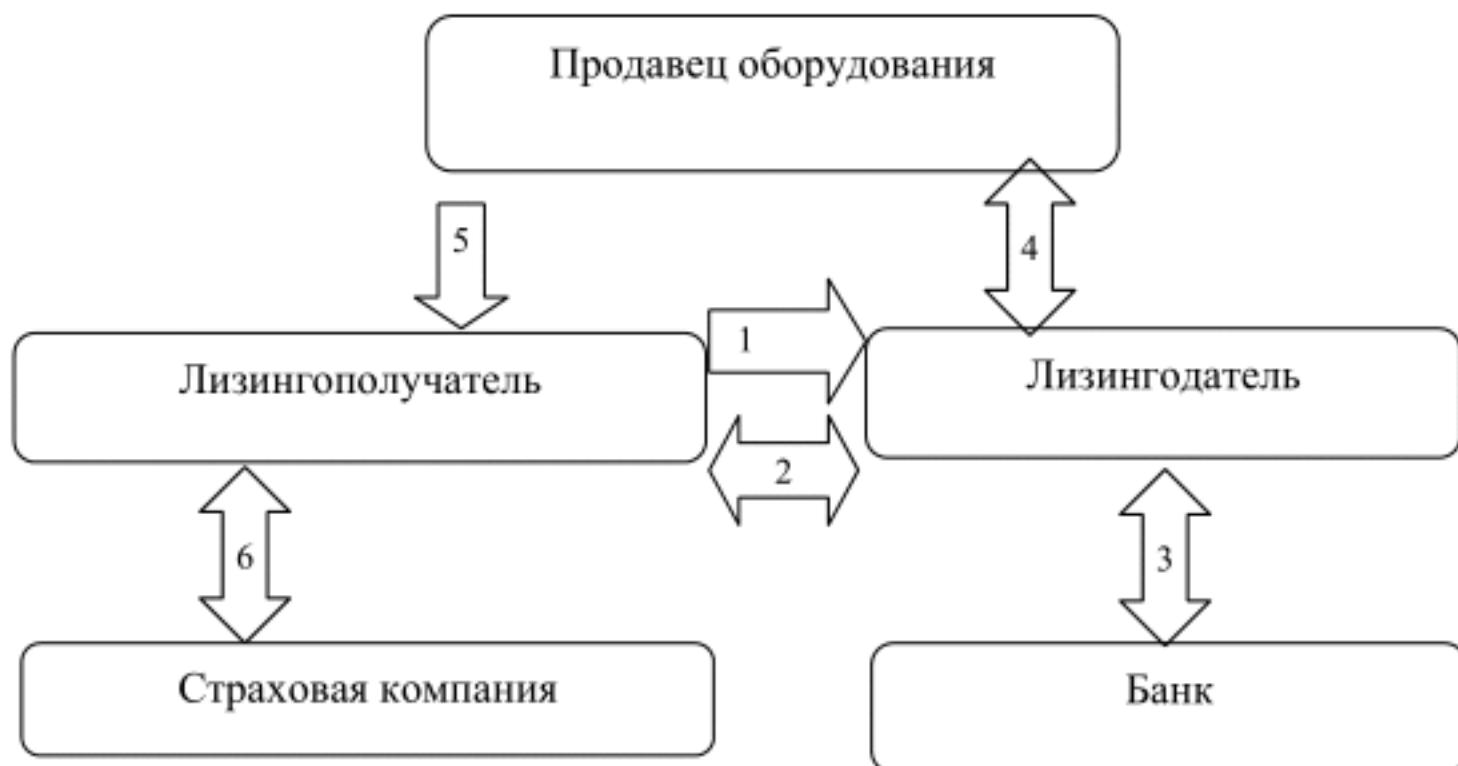 Продавец оборудования
5
4
1
Лизингополучатель
Лизингодатель
2
6
3
Страховая компания
Банк